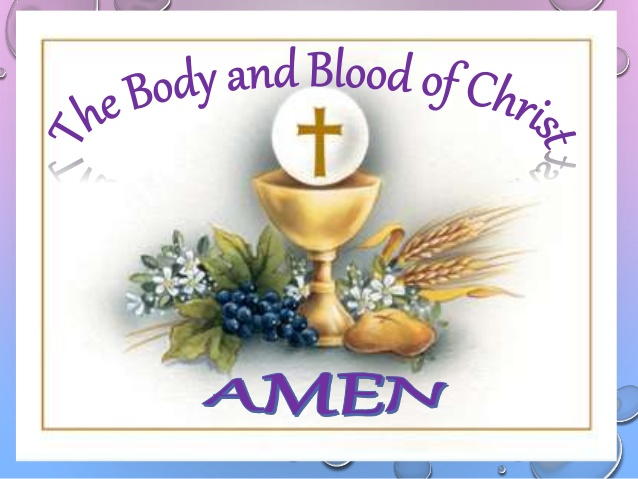 The Body and Blood of Christ
AMEN